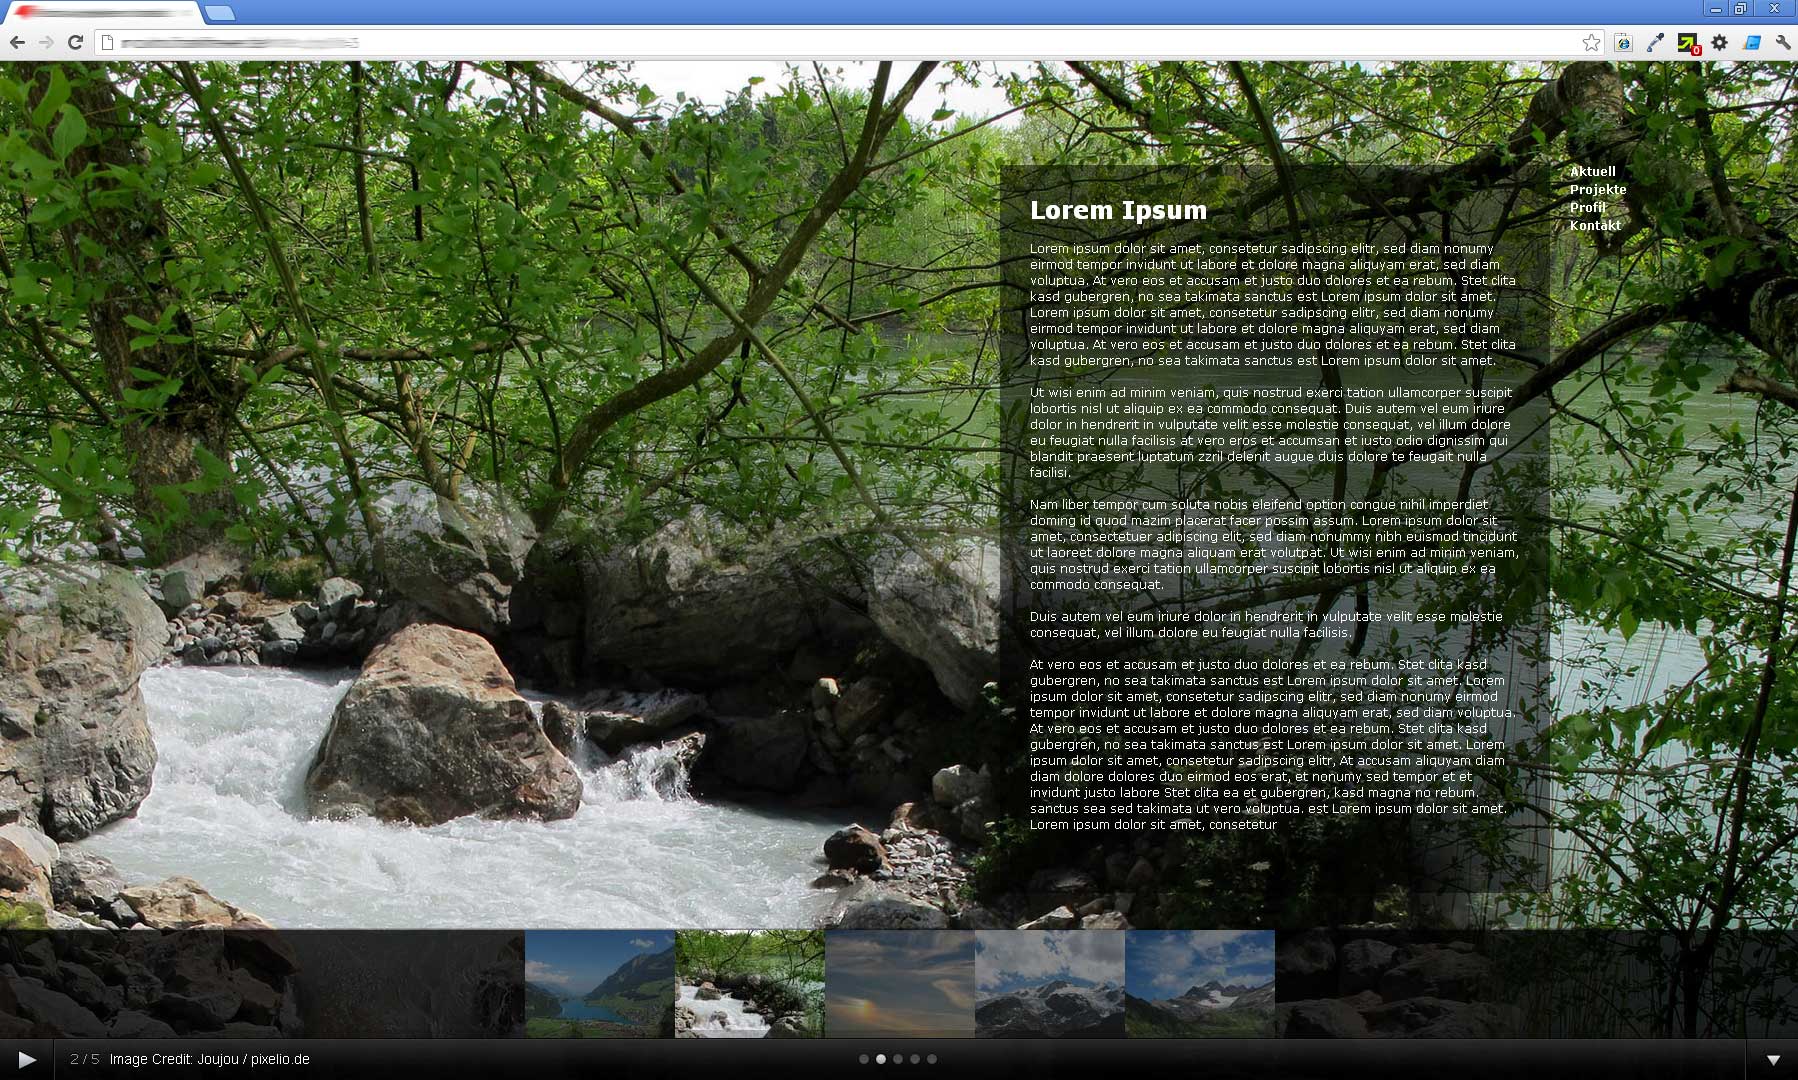 0
Aktuell
Projekte
Profil
Kontakt
Lorem Ipsum
Lorem ipsum dolor sit amet, consetetur sadipscing elitr, sed diam nonumy
eirmod tempor invidunt ut labore et dolore magna aliquyam erat, sed diam
voluptua. At vero eos et accusam et justo duo dolores et ea rebum. Stet clita
kasd gubergren, no sea takimata sanctus est Lorem ipsum dolor sit amet.
Lorem ipsum dolor sit amet, consetetur sadipscing elitr, sed diam nonumy
eirmod tempor invidunt ut labore et dolore magna aliquyam erat, sed diam
voluptua. At vero eos et accusam et justo duo dolores et ea rebum. Stet clita
kasd gubergren, no sea takimata sanctus est Lorem ipsum dolor sit amet.
Ut wisi enim ad minim veniam, quis nostrud exerci tation ullamcorper suscipit
lobortis nisl ut aliquip ex ea commodo consequat. Duis autem vel eum iriure
dolor in hendrerit in vulputate velit esse molestie consequat, vel illum dolore
eu feugiat nulla facilisis at vero eros et accumsan et iusto odio dignissim qui
blandit praesent luptatum zzril delenit augue duis dolore te feugait nulla
facilisi.
Nam liber tempor cum soluta nobis eleifend option congue nihil imperdiet
doming id quod mazim placerat facer possim assum. Lorem ipsum dolor sit
amet, consectetuer adipiscing elit, sed diam nonummy nibh euismod tincidunt
ut laoreet dolore magna aliquam erat volutpat. Ut wisi enim ad minim veniam,
quis nostrud exerci tation ullamcorper suscipit lobortis nisl ut aliquip ex ea
commodo consequat.
Duis autem vel eum iriure dolor in hendrerit in vulputate velit esse molestie
consequat, vel illum dolore eu feugiat nulla facilisis.
At vero eos et accusam et justo duo dolores et ea rebum. Stet clita kasd
gubergren, no sea takimata sanctus est Lorem ipsum dolor sit amet. Lorem
ipsum dolor sit amet, consetetur sadipscing elitr, sed diam nonumy eirmod
tempor invidunt ut labore et dolore magna aliquyam erat, sed diam voluptua.
At vero eos et accusam et justo duo dolores et ea rebum. Stet clita kasd
gubergren, no sea takimata sanctus est Lorem ipsum dolor sit amet. Lorem
ipsum dolor sit amet, consetetur sadipscing elitr, At accusam aliquyam diam
diam dolore dolores duo eirmod eos erat, et nonumy sed tempor et et
invidunt justo labore Stet clita ea et gubergren, kasd magna no rebum.
sanctus sea sed takimata ut vero voluptua. est Lorem ipsum dolor sit amet.
Lorem ipsum dolor sit amet, consetetur
2 / 5 Image Credit: Joujou / pixelio.de